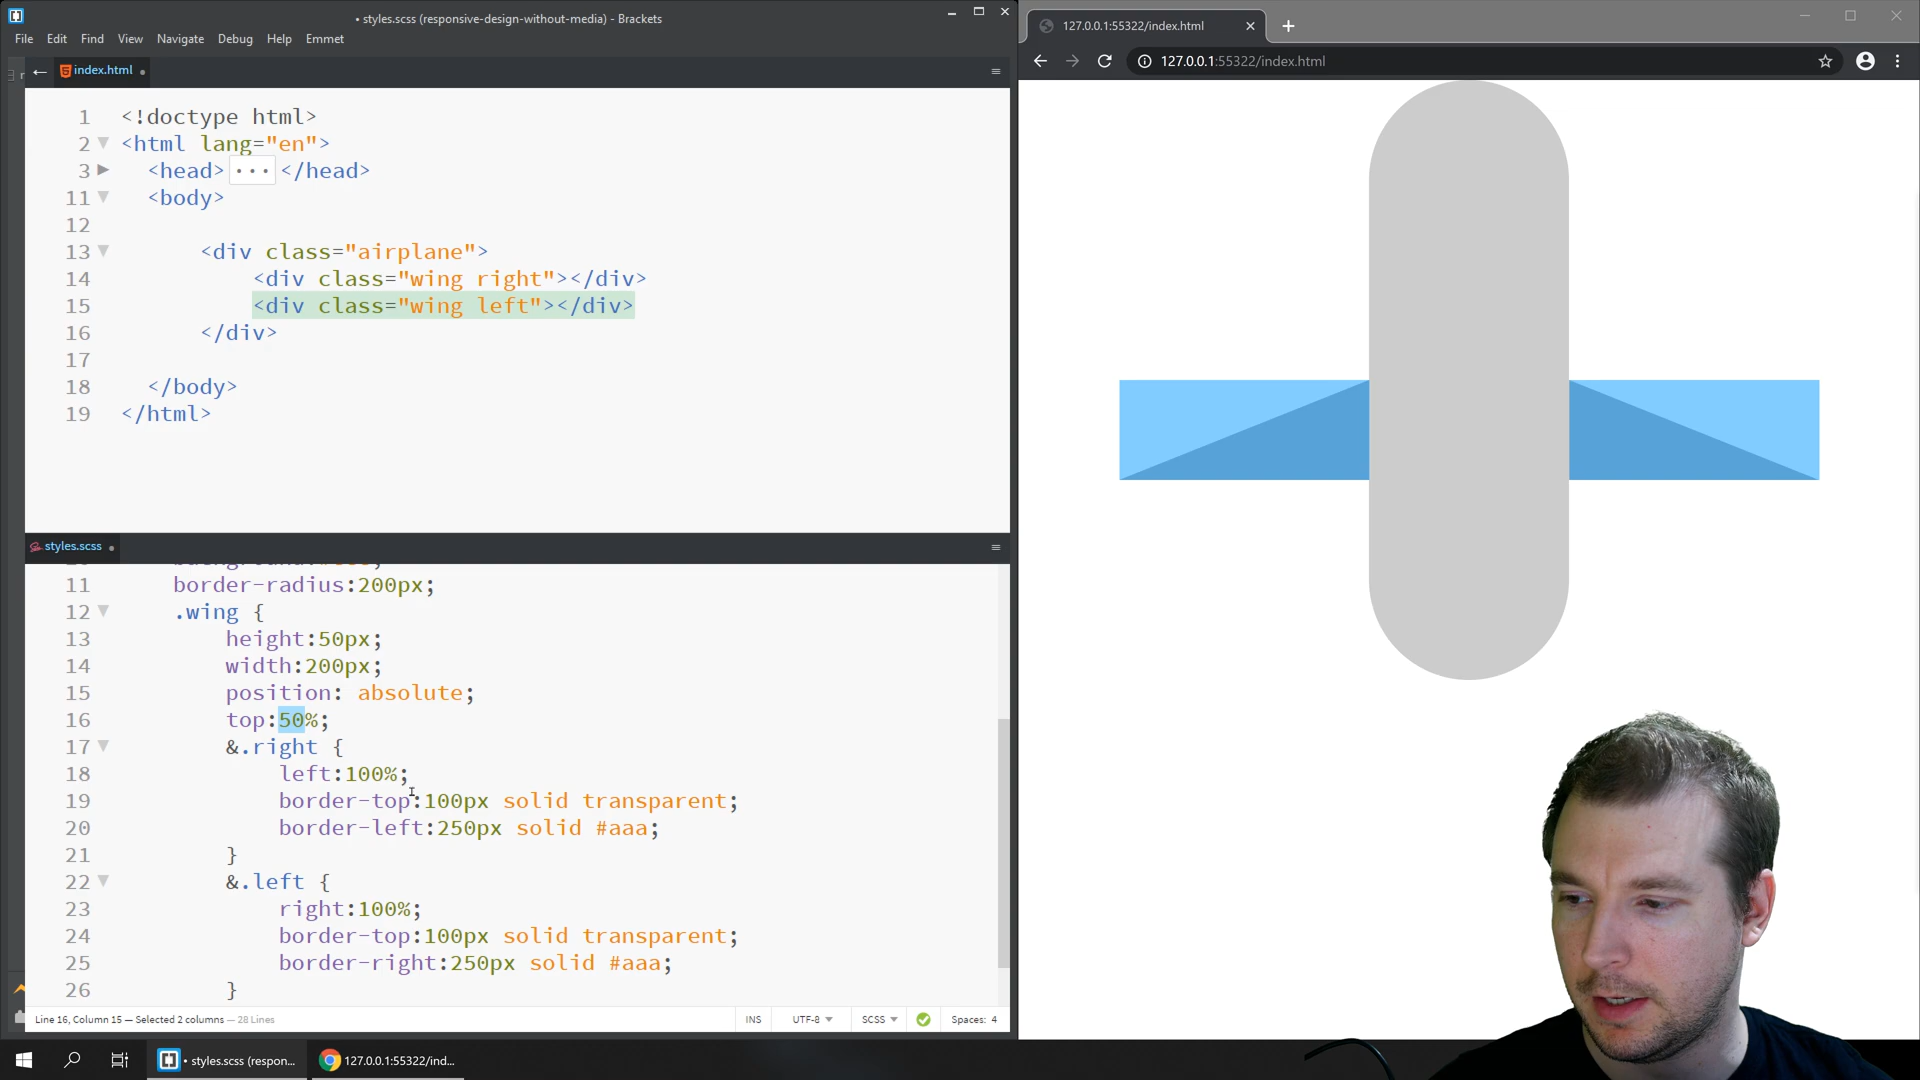 • styles.scss (responsive-design-without-media) - Brackets
File Edit Find View Navigate Debug Help Emmet
index.html
1 <!doctype html>
2 <html lang="en">
3 <head> ••• </head>
11 <body>
12
13 <div class="airplane">
14 <div class="wing right"></div>
15 <div class="wing left"></div>
16 </div>
17
18 </body>
19 </html>
styles.scss
11 border-radius:200px;
12 .wing {
13 height:50px;
14 width:200px;
15 position: absolute;
16 top:50%;
17 &.right {
18 left:100%;
19 border-top:100px solid transparent;
20 border-left:250px solid #aaa;
21 }
22 &.left {
23 right:100%;
24 border-top:100px solid transparent;
25 border-right:250px solid #aaa;
26 }
Line 16, Column 15 — Selected 2 columns — 28 Lines
INS UTF-8 SCSS Spaces: 4
127.0.0.1:55322/index.html
127.0.0.1:55322/index.html
• styles.scss (respon...
127.0.0.1:55322/ind...